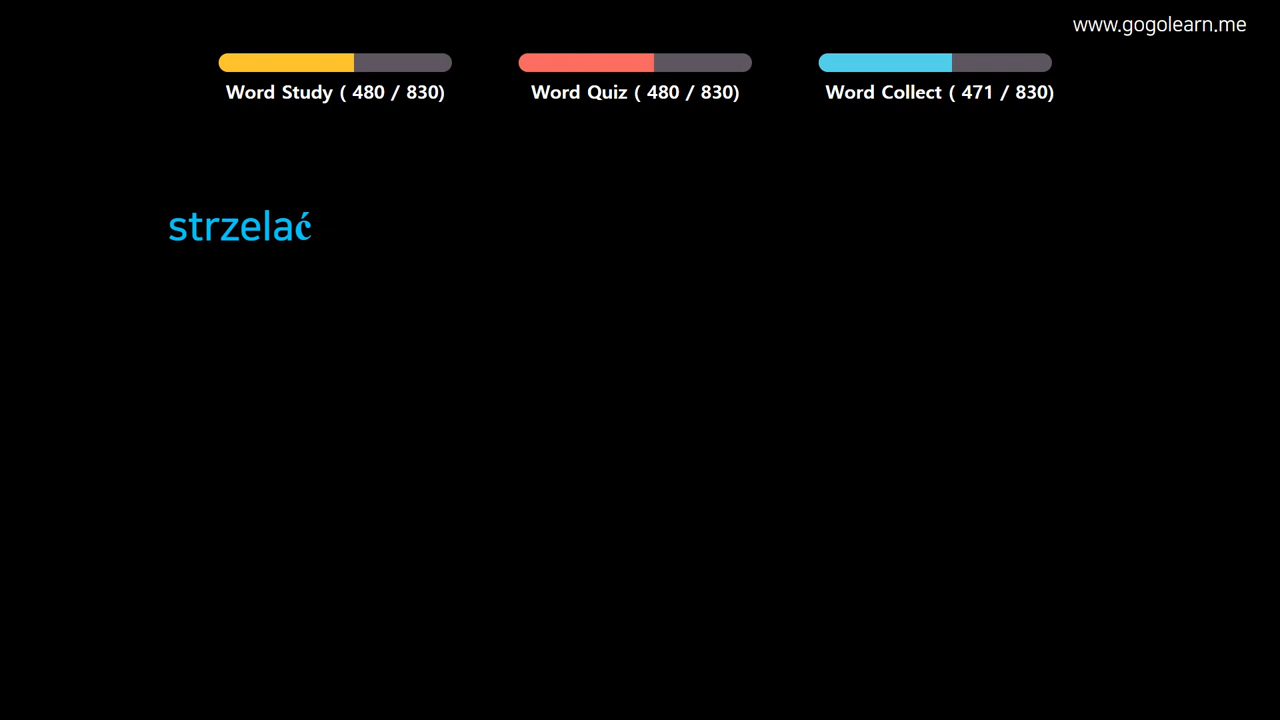 www.gogolearn.me
Word Study ( 480 / 830)
Word Quiz ( 480 / 830)
Word Collect ( 471 / 830)
strzelać